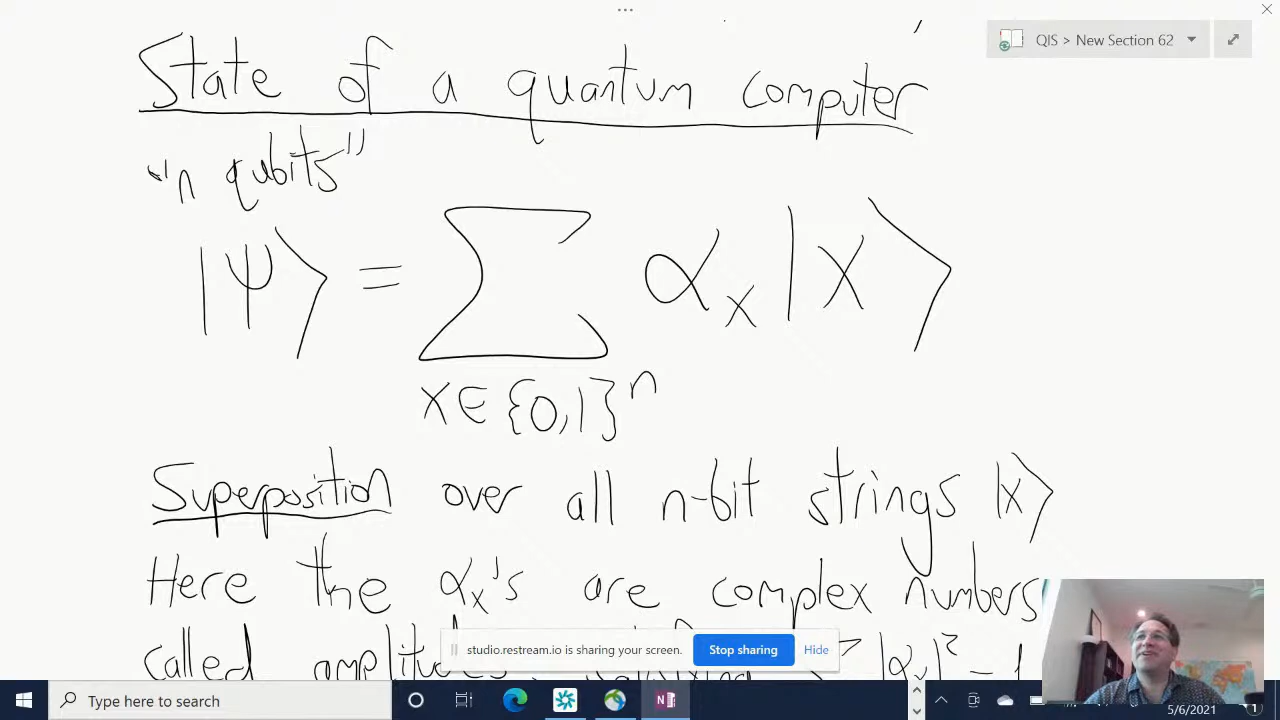 QIS > New Section 62
State of a quantum computer
"n qubits"
|Ψ⟩ = ∑ αₓ|x⟩
x∈{0,1}ⁿ
Superposition over all n-bit strings |x⟩
Here the αₓ's are complex numbers
called
studio.restream.io is sharing your screen.
Stop sharing
Hide
Type here to search
N
5/6/2021
1